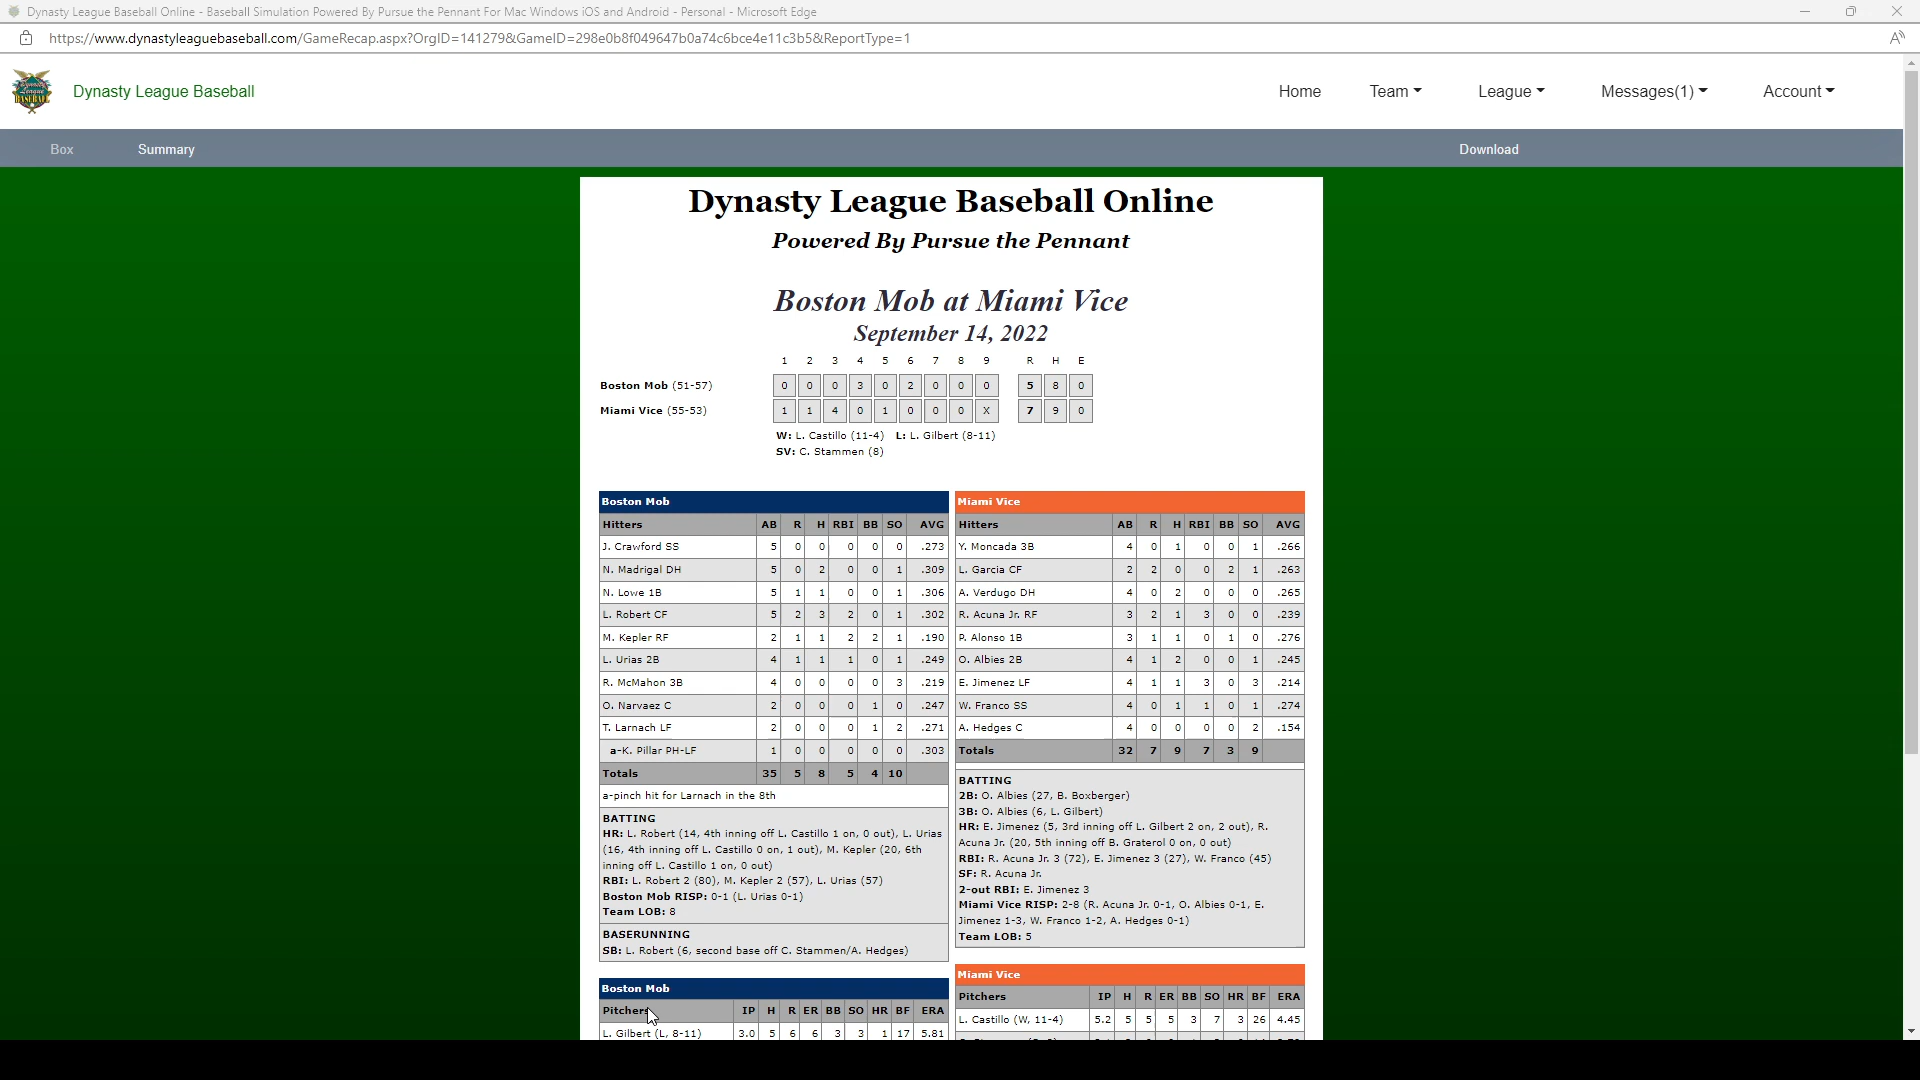 Dynasty League Baseball Online - Baseball Simulation Powered By Pursue the Pennant For Mac Windows iOS and Android - Personal - Microsoft Edge
https://www.dynastyleaguebaseball.com/GameRecap.aspx?OrgID=141279&GameID=298e0b8f049647b0a74c6bce4e11c3b5&ReportType=1
Dynasty League Baseball
Home Team League Messages(1) Account
Box Summary Download
Dynasty League Baseball Online
Powered By Pursue the Pennant
Boston Mob at Miami Vice
September 14, 2022
1 2 3 4 5 6 7 8 9 R H E
Boston Mob (51-57) 0 0 0 3 0 2 0 0 0 5 8 0
Miami Vice (55-53) 1 1 4 0 1 0 0 0 X 7 9 0
W: L. Castillo (11-4) L: L. Gilbert (8-11)
SV: C. Stammen (8)
Boston Mob
Hitters AB R H RBI BB SO AVG
J. Crawford SS 5 0 0 0 0 0 .273
N. Madrigal DH 5 0 2 0 0 1 .309
N. Lowe 1B 5 1 1 0 0 1 .306
L. Robert CF 5 2 3 2 0 1 .302
M. Kepler RF 2 1 1 2 2 1 .190
L. Urias 2B 4 1 1 1 0 1 .249
R. McMahon 3B 4 0 0 0 0 3 .219
O. Narvaez C 2 0 0 0 1 0 .247
T. Larnach LF 2 0 0 0 1 2 .271
a-K. Pillar PH-LF 1 0 0 0 0 0 .303
Totals 35 5 8 5 4 10
a-pinch hit for Larnach in the 8th
BATTING
HR: L. Robert (14, 4th inning off L. Castillo 1 on, 0 out), L. Urias
(16, 4th inning off L. Castillo 0 on, 1 out), M. Kepler (20, 6th
inning off L. Castillo 1 on, 0 out)
RBI: L. Robert 2 (80), M. Kepler 2 (57), L. Urias (57)
Boston Mob RISP: 0-1 (L. Urias 0-1)
Team LOB: 8
BASERUNNING
SB: L. Robert (6, second base off C. Stammen/A. Hedges)
Miami Vice
Hitters AB R H RBI BB SO AVG
Y. Moncada 3B 4 0 1 0 0 1 .266
L. Garcia CF 2 2 0 0 2 1 .263
A. Verdugo DH 4 0 2 0 0 0 .265
R. Acuna Jr. RF 3 2 1 3 0 0 .239
P. Alonso 1B 3 1 1 0 1 0 .276
O. Albies 2B 4 1 2 0 0 1 .245
E. Jimenez LF 4 1 1 3 0 3 .214
W. Franco SS 4 0 1 1 0 1 .274
A. Hedges C 4 0 0 0 0 2 .154
Totals 32 7 9 7 3 9
BATTING
2B: O. Albies (27, B. Boxberger)
3B: O. Albies (6, L. Gilbert)
HR: E. Jimenez (5, 3rd inning off L. Gilbert 2 on, 2 out), R.
Acuna Jr. (20, 5th inning off B. Graterol 0 on, 0 out)
RBI: R. Acuna Jr. 3 (72), E. Jimenez 3 (27), W. Franco (45)
SF: R. Acuna Jr.
2-out RBI: E. Jimenez 3
Miami Vice RISP: 2-8 (R. Acuna Jr. 0-1, O. Albies 0-1, E.
Jimenez 1-3, W. Franco 1-2, A. Hedges 0-1)
Team LOB: 5
Boston Mob
Pitchers IP H R ER BB SO HR BF ERA
L. Gilbert (L, 8-11) 3.0 5 6 6 3 3 1 17 5.81
Miami Vice
Pitchers IP H R ER BB SO HR BF ERA
L. Castillo (W, 11-4) 5.2 5 5 5 3 7 3 26 4.45